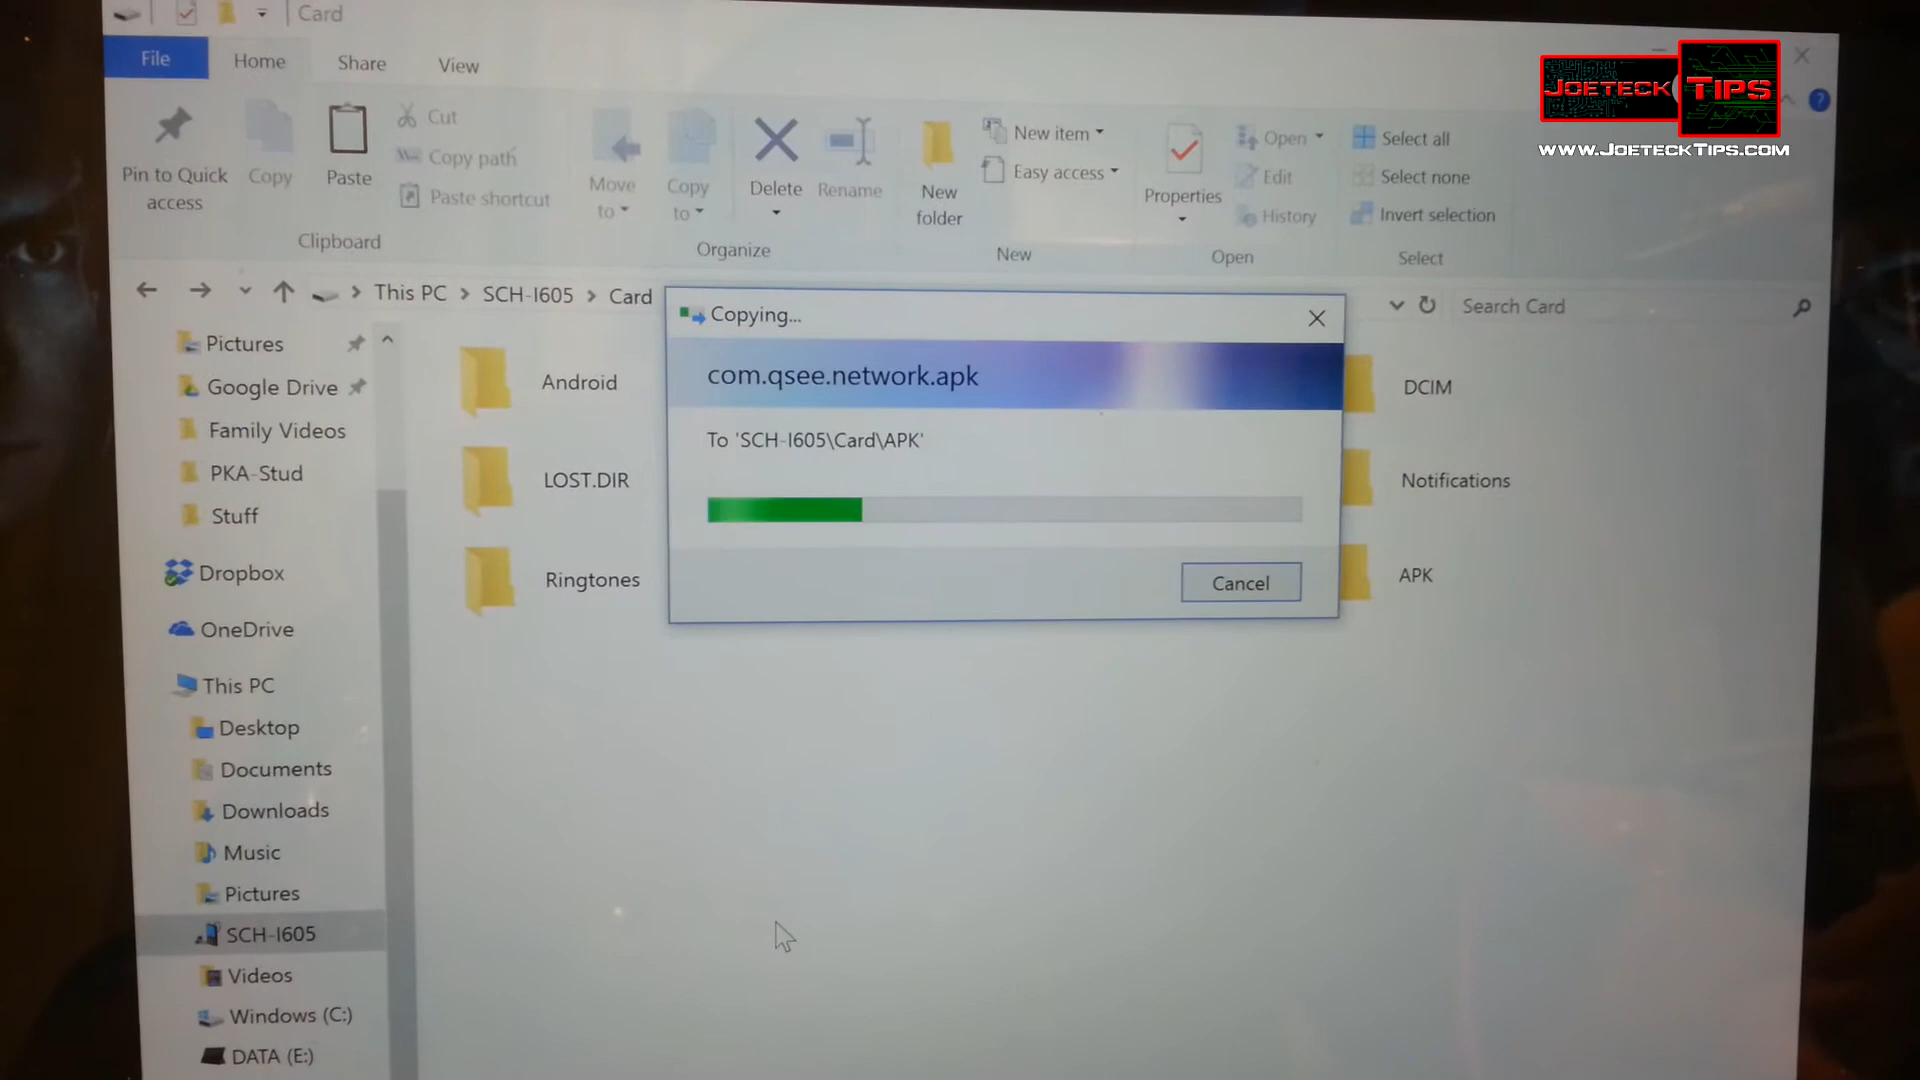 Card
File
Home
Share
View
JOETECK TIPS
WWW.JOETECKTIPS.COM
Pin to Quick access
Copy
Paste
Cut
Copy path
Paste shortcut
Clipboard
Move to
Copy to
Delete
Rename
Organize
New folder
New item
Easy access
New
Properties
Open
Edit
History
Open
Select all
Select none
Invert selection
Select
This PC > SCH-I605 > Card
Search Card
Pictures
Google Drive
Family Videos
PKA-Stud
Stuff
Dropbox
OneDrive
This PC
Desktop
Documents
Downloads
Music
Pictures
SCH-I605
Videos
Windows (C:)
DATA (E:)
Android
LOST.DIR
Ringtones
DCIM
Notifications
APK
Copying...
com.qsee.network.apk
To 'SCH-I605\Card\APK'
Cancel